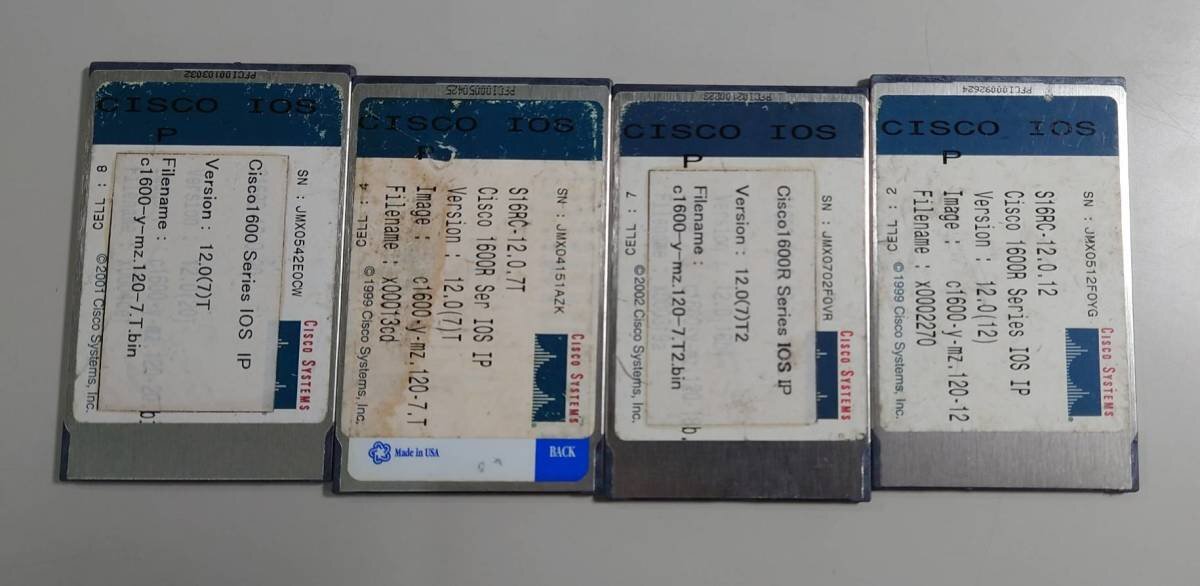 PFCI00103032
CISCO IOS
P
SN : JMX0542E0CW
CISCO SYSTEMS
Cisco1600 Series IOS IP
Version : 12.0(7)T
Filename :
c1600-y-mz.120-7.T.bin
CELL : 8
©2001 Cisco Systems, Inc.
PFCI00050425
CISCO IOS
P
SN : JMX04151AZK
CISCO SYSTEMS
S16RC-12.0.7T
Cisco 1600R Ser IOS IP
Version : 12.0(7)T
Image : c1600-y-mz.120-7.T
Filename : x00013cd
CELL : 4
©1999 Cisco Systems, Inc.
Made in USA
BACK
CISCO IOS
P
SN : JMX0702F0VR
CISCO SYSTEMS
Cisco1600R Series IOS IP
Version : 12.0(7)T2
Filename :
c1600-y-mz.120-7.T2.bin
CELL : 7
©2002 Cisco Systems, Inc.
PFCI00092624
CISCO IOS
P
SN : JMX0512F0YG
CISCO SYSTEMS
S16RC-12.0.12
Cisco 1600R Series IOS IP
Version : 12.0(12)
Image : c1600-y-mz.120-12
Filename : x0002270
CELL : 2
©1999 Cisco Systems, Inc.